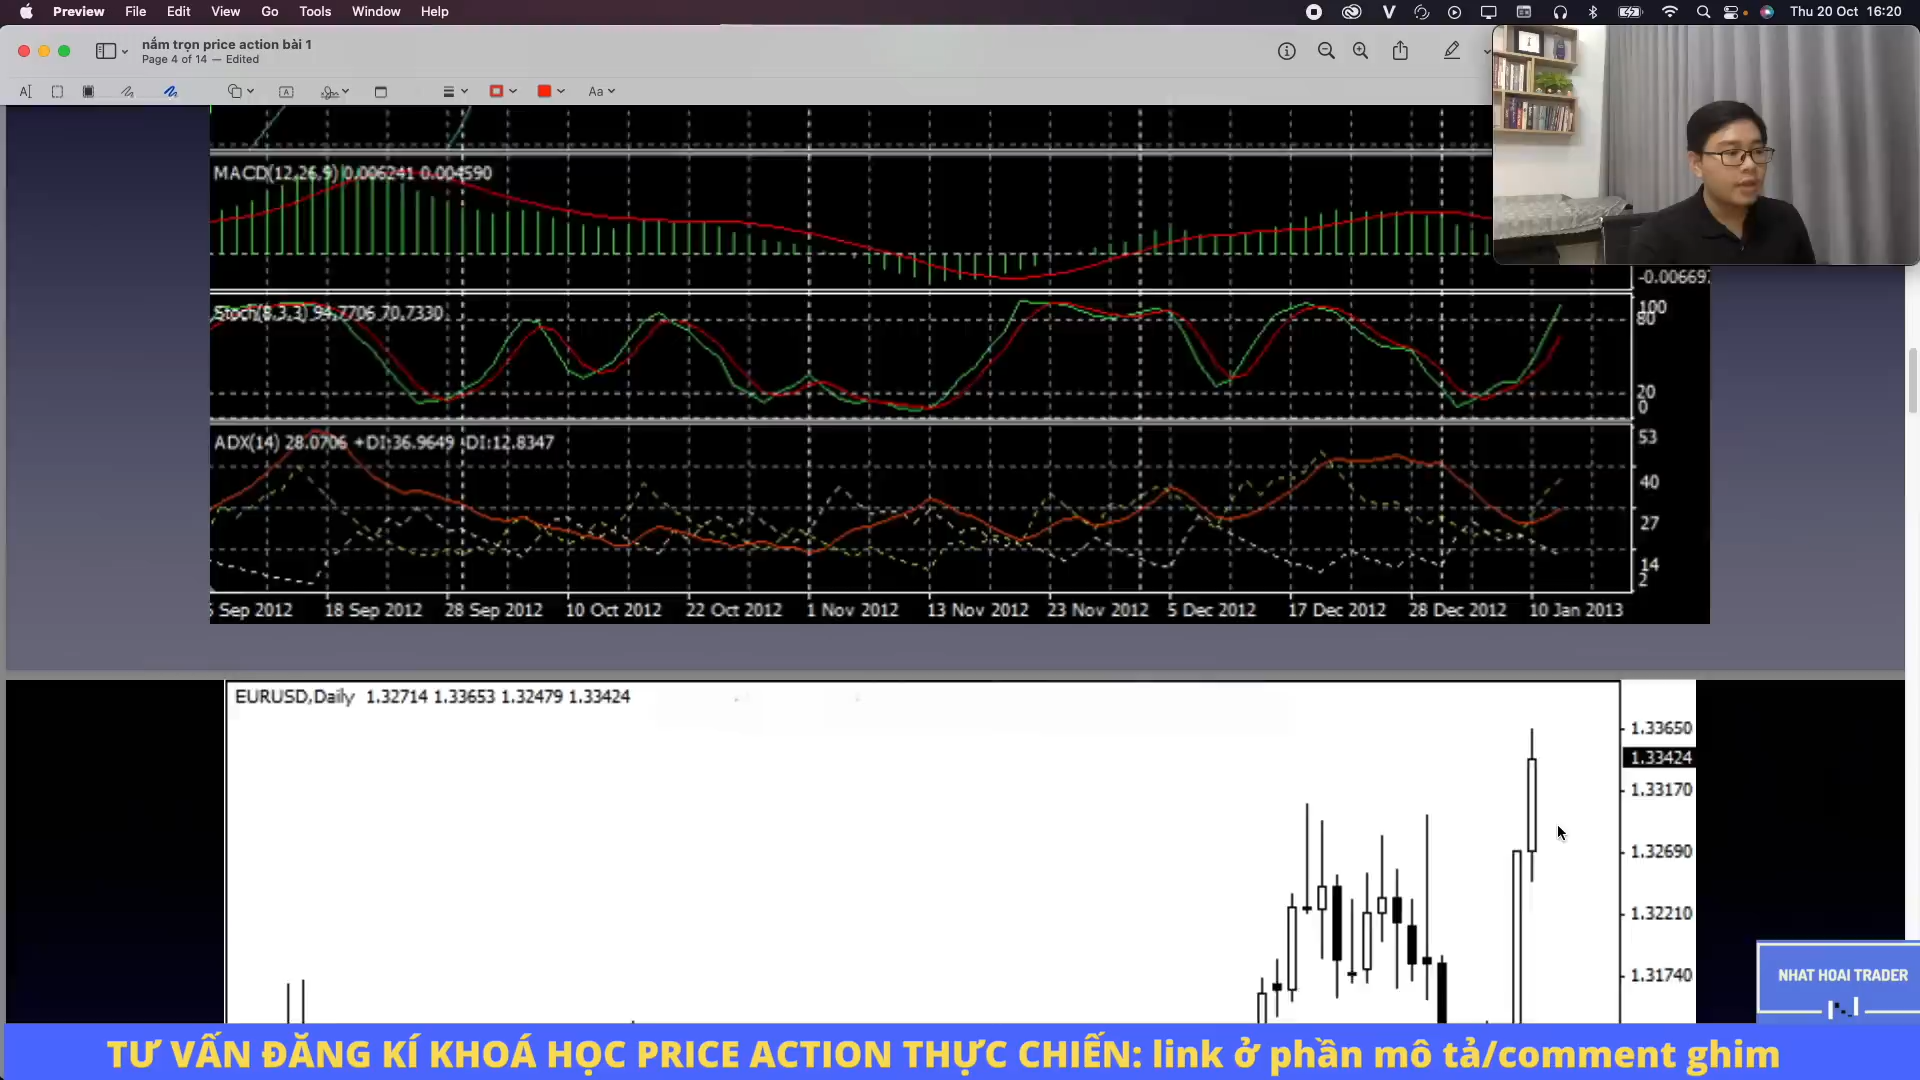 Preview File Edit View Go Tools Window Help
Thu 20 Oct 16:20
nắm trọn price action bài 1
Page 4 of 14 — Edited
Aa
MACD(12,26,9) 0.006241 0.004590
-0.00669
Stoch(8,3,3) 94.7706 70.7330
100
80
20
0
ADX(14) 28.0706 +DI:36.9649 -DI:12.8347
53
40
27
14
2
5 Sep 2012 18 Sep 2012 28 Sep 2012 10 Oct 2012 22 Oct 2012 1 Nov 2012 13 Nov 2012 23 Nov 2012 5 Dec 2012 17 Dec 2012 28 Dec 2012 10 Jan 2013
EURUSD,Daily 1.32714 1.33653 1.32479 1.33424
1.33650
1.33424
1.33170
1.32690
1.32210
1.31740
NHAT HOAI TRADER
TƯ VẤN ĐĂNG KÍ KHOÁ HỌC PRICE ACTION THỰC CHIẾN: link ở phần mô tả/comment ghim